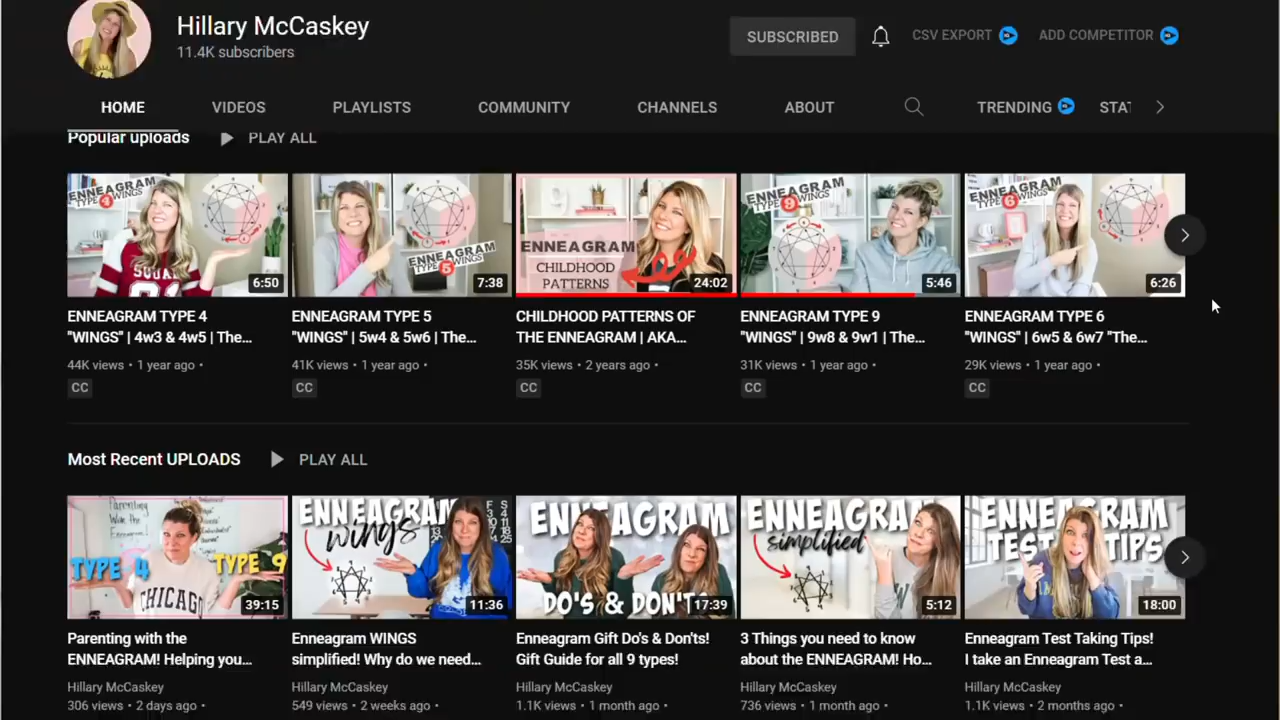 Hillary McCaskey
11.4K subscribers
SUBSCRIBED
CSV EXPORT
ADD COMPETITOR
HOME
VIDEOS
PLAYLISTS
COMMUNITY
CHANNELS
ABOUT
TRENDING
STAT
Popular uploads
PLAY ALL
ENNEAGRAM
TYPE 4 WINGS
6:50
ENNEAGRAM
TYPE 5 WINGS
7:38
ENNEAGRAM
CHILDHOOD
PATTERNS
24:02
ENNEAGRAM
TYPE 9 WINGS
5:46
ENNEAGRAM
TYPE 6 WINGS
6:26
ENNEAGRAM TYPE 4
"WINGS" | 4w3 & 4w5 | The...
44K views • 1 year ago •
CC
ENNEAGRAM TYPE 5
"WINGS" | 5w4 & 5w6 | The...
41K views • 1 year ago •
CC
CHILDHOOD PATTERNS OF
THE ENNEAGRAM | AKA...
35K views • 2 years ago •
CC
ENNEAGRAM TYPE 9
"WINGS" | 9w8 & 9w1 | The...
31K views • 1 year ago •
CC
ENNEAGRAM TYPE 6
"WINGS" | 6w5 & 6w7 "The...
29K views • 1 year ago •
CC
Most Recent UPLOADS
PLAY ALL
TYPE 4
TYPE 9
CHICAGO
39:15
ENNEAGRAM
wings
11:36
ENNEAGRAM
DO'S & DON'TS
17:39
ENNEAGRAM
simplified
5:12
ENNEAGRAM
TEST TIPS
18:00
Parenting with the
ENNEAGRAM! Helping you...
Hillary McCaskey
306 views • 2 days ago •
Enneagram WINGS
simplified! Why do we need...
Hillary McCaskey
549 views • 2 weeks ago •
Enneagram Gift Do's & Don'ts!
Gift Guide for all 9 types!
Hillary McCaskey
1.1K views • 1 month ago •
3 Things you need to know
about the ENNEAGRAM! Ho...
Hillary McCaskey
736 views • 1 month ago •
Enneagram Test Taking Tips!
I take an Enneagram Test a...
Hillary McCaskey
1.1K views • 2 months ago •